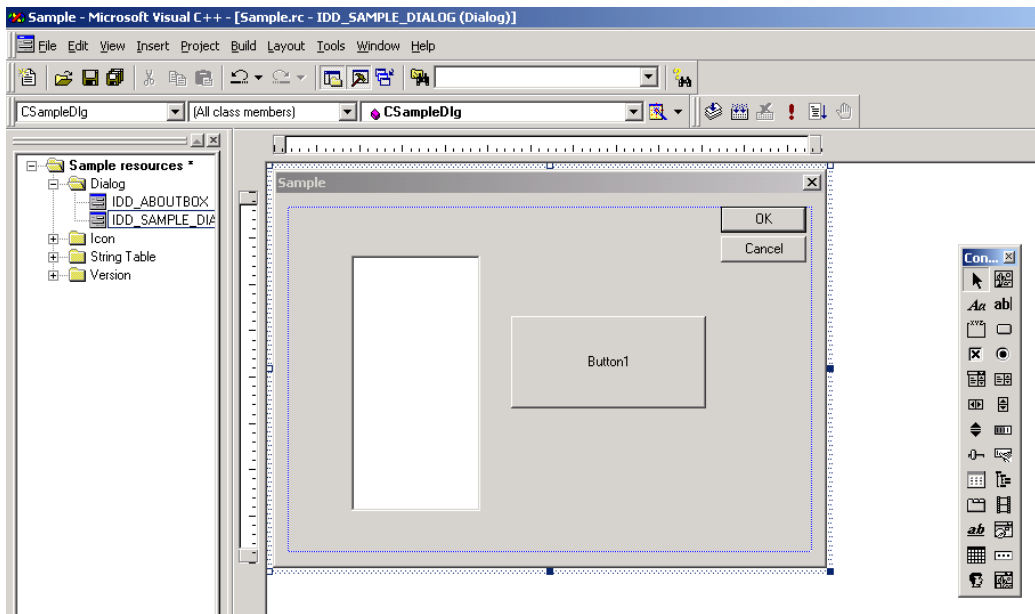 Sample - Microsoft Visual C++ - [Sample.rc - IDD_SAMPLE_DIALOG (Dialog)]
File Edit View Insert Project Build Layout Tools Window Help
CSampleDlg (All class members) CSampleDlg
Sample resources *
Dialog
IDD_ABOUTBOX
IDD_SAMPLE_DIA
Icon
String Table
Version
Sample
OK
Cancel
Button1
Con...
Aa ab|
XYZ
ab